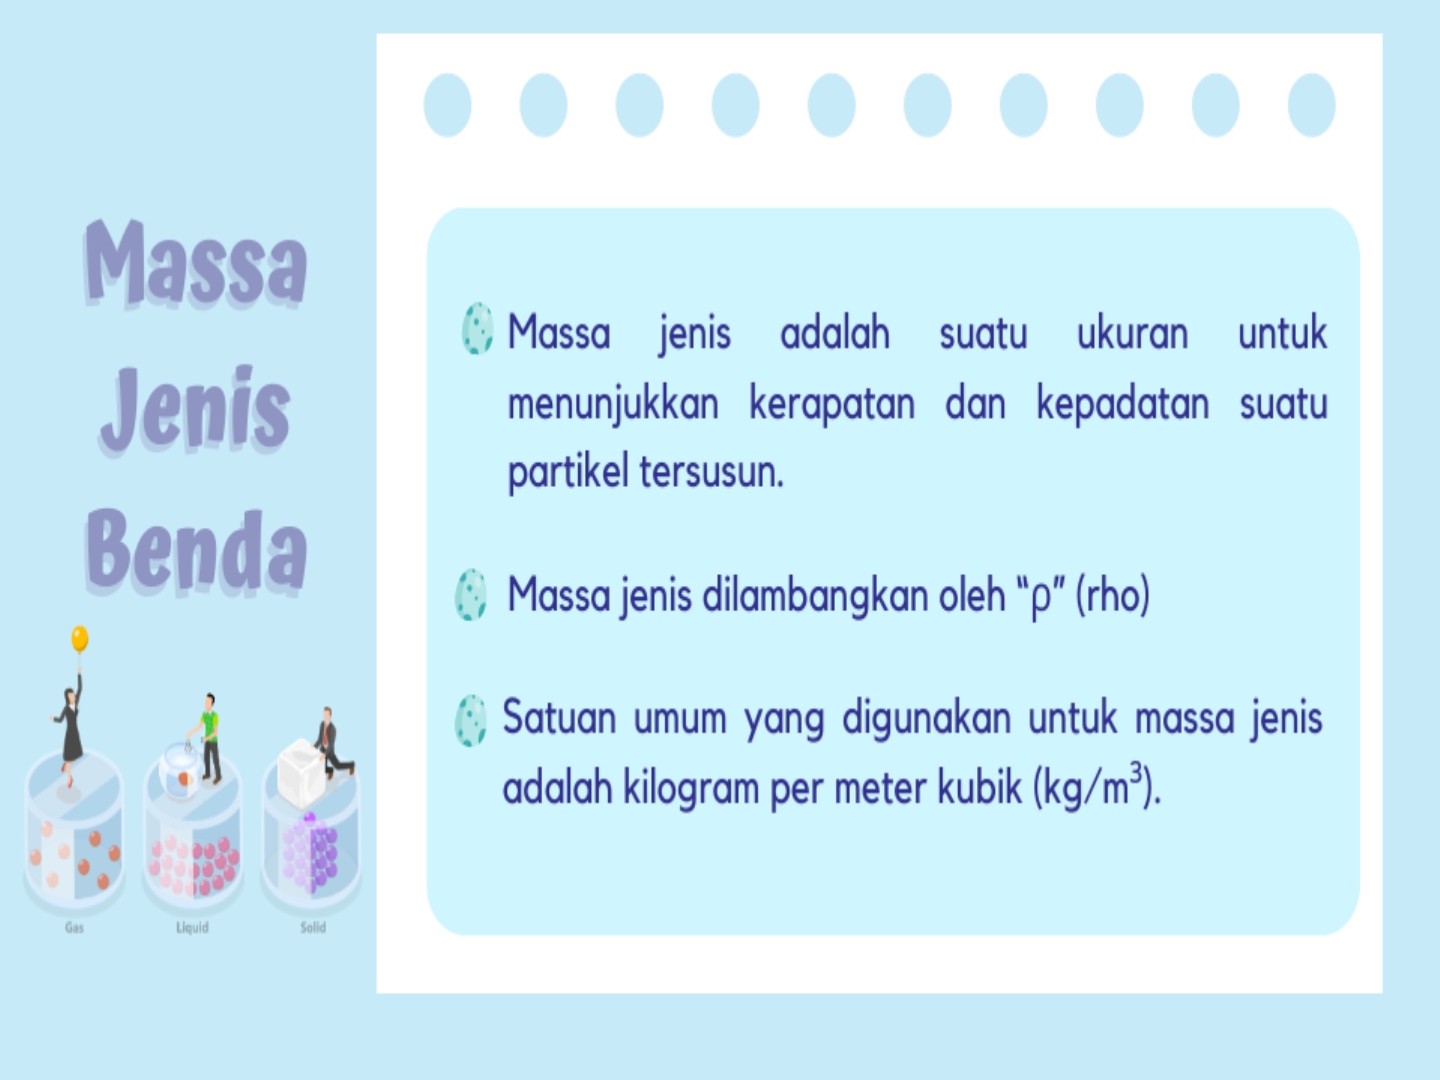 Massa
Jenis
Benda
Gas
Liquid
Solid
Massa jenis adalah suatu ukuran untuk
menunjukkan kerapatan dan kepadatan suatu
partikel tersusun.
Massa jenis dilambangkan oleh “ρ” (rho)
Satuan umum yang digunakan untuk massa jenis
adalah kilogram per meter kubik (kg/m³).